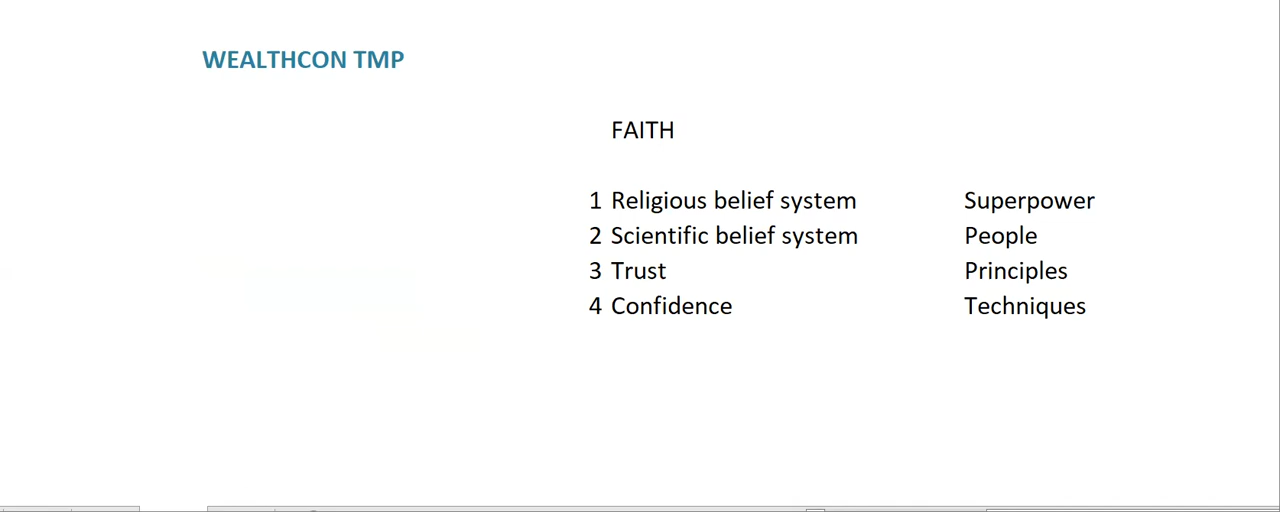 WEALTHCON TMP
FAITH
1 Religious belief system Superpower
2 Scientific belief system People
3 Trust Principles
4 Confidence Techniques